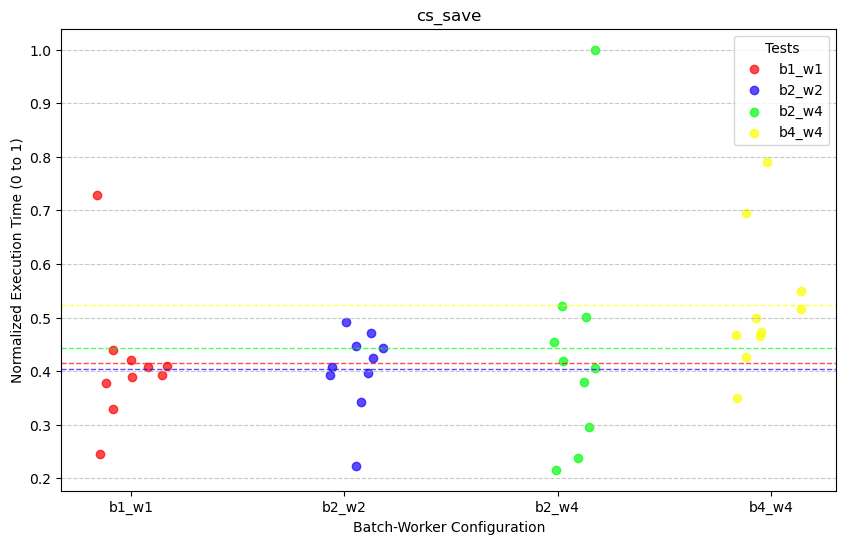 cs_save
Normalized Execution Time (0 to 1)
1.0
0.9
0.8
0.7
0.6
0.5
0.4
0.3
0.2
Tests
b1_w1
b2_w2
b2_w4
b4_w4
b1_w1
b2_w2
b2_w4
b4_w4
Batch-Worker Configuration